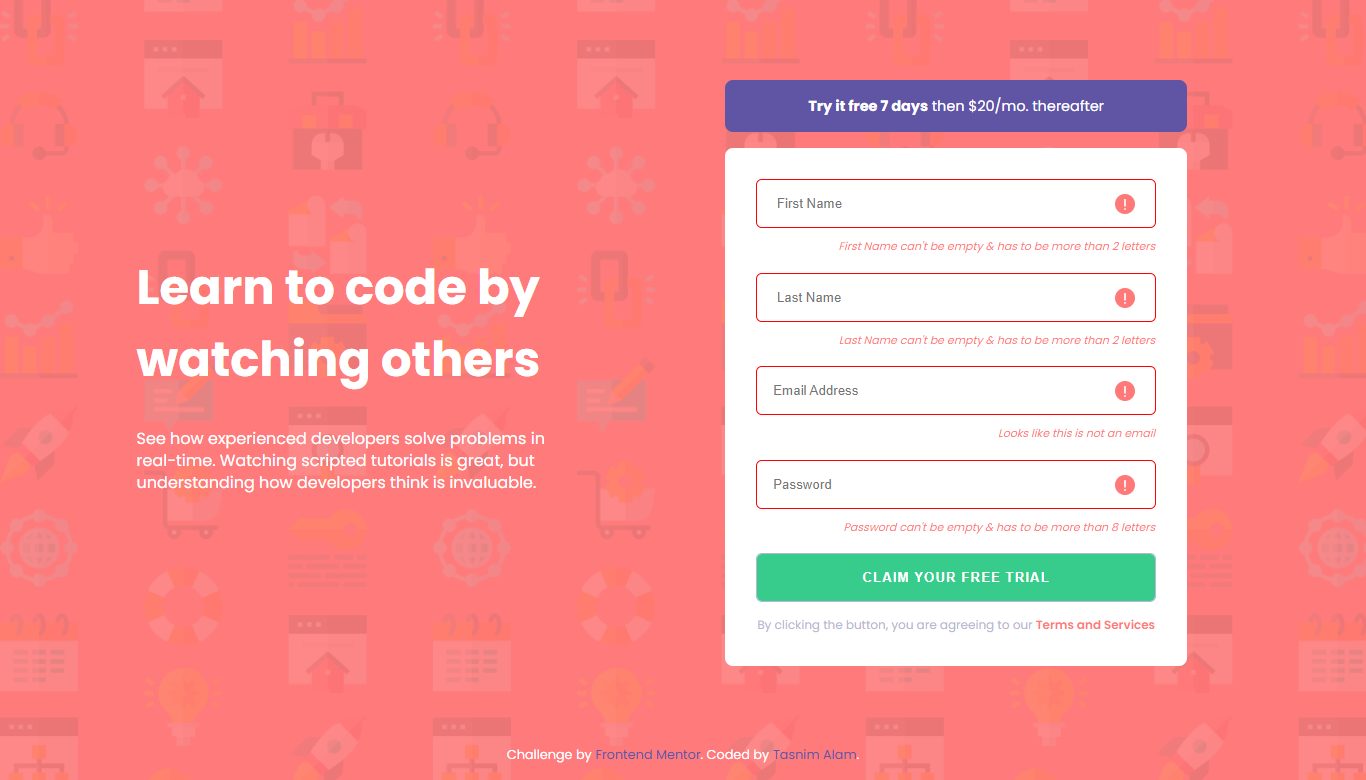 Learn to code by
watching others
See how experienced developers solve problems in
real-time. Watching scripted tutorials is great, but
understanding how developers think is invaluable.
Try it free 7 days then $20/mo. thereafter
First Name
First Name can't be empty & has to be more than 2 letters
Last Name
Last Name can't be empty & has to be more than 2 letters
Email Address
Looks like this is not an email
Password
Password can't be empty & has to be more than 8 letters
CLAIM YOUR FREE TRIAL
By clicking the button, you are agreeing to our Terms and Services
Challenge by Frontend Mentor. Coded by Tasnim Alam.